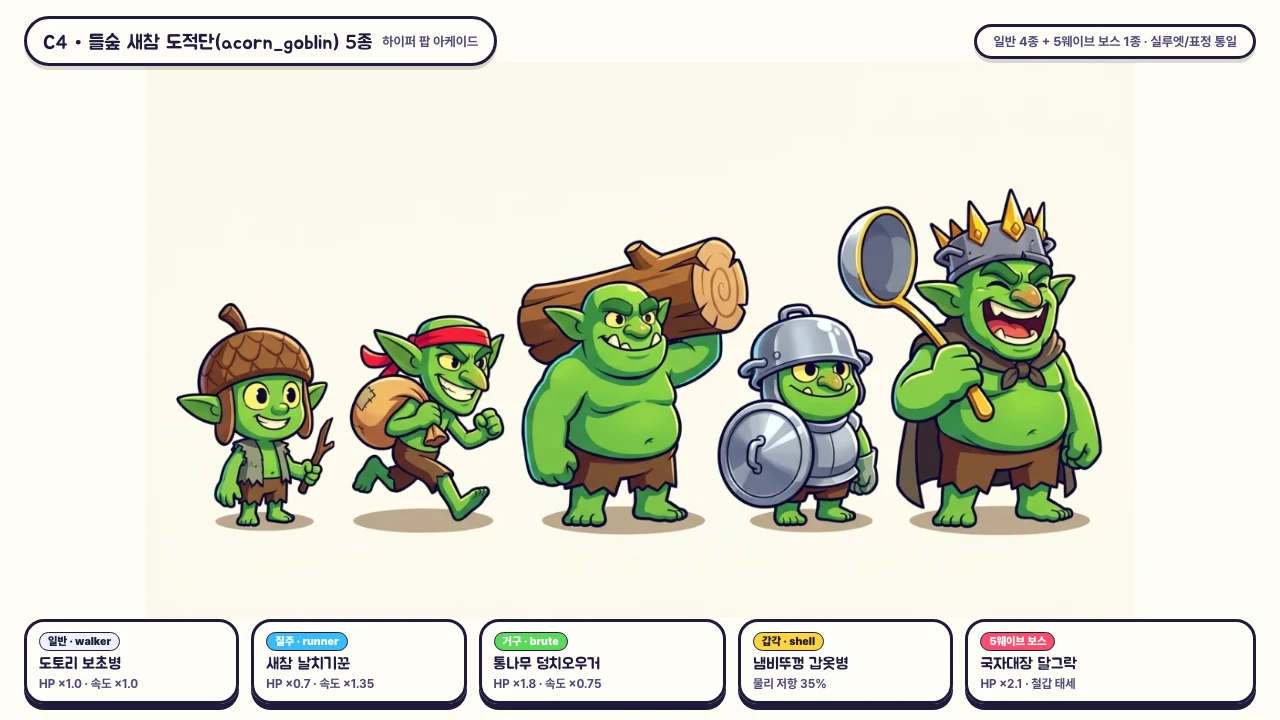 C4 · 들숲 새참 도적단(acorn_goblin) 5종 하이퍼 팝 아케이드
일반 4종 + 5웨이브 보스 1종 · 실루엣/표정 통일
일반 · walker
도토리 보초병
HP ×1.0 · 속도 ×1.0
질주 · runner
새참 날치기꾼
HP ×0.7 · 속도 ×1.35
거구 · brute
통나무 덩치오우거
HP ×1.8 · 속도 ×0.75
갑각 · shell
냄비뚜껑 갑옷병
물리 저항 35%
5웨이브 보스
국자대장 달그락
HP ×2.1 · 철갑 태세